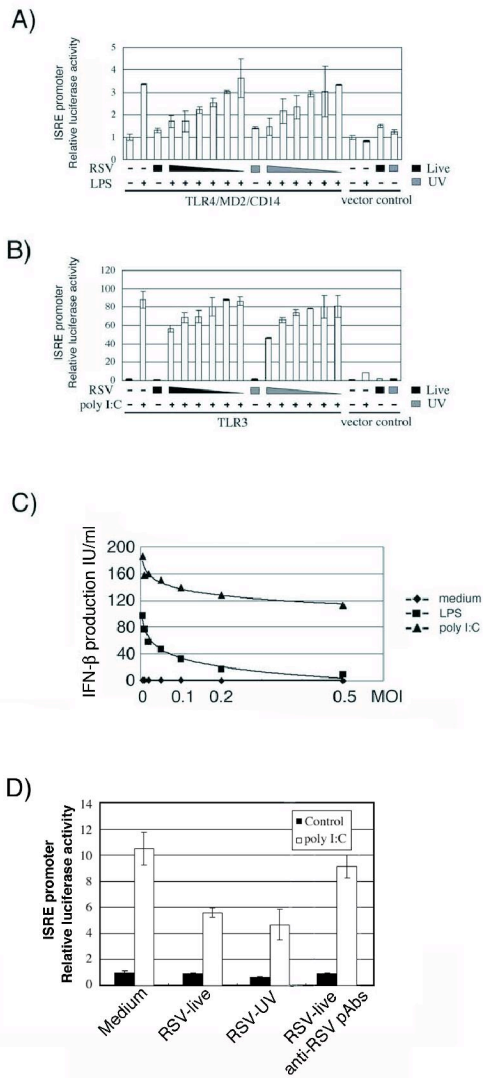 A)
ISRE promoter
Relative luciferase activity
5
4
3
2
1
0
RSV - - Live
LPS - + - + + + + + + - + + + + + + - + - - UV
TLR4/MD2/CD14 vector control
B)
ISRE promoter
Relative luciferase activity
120
100
80
60
40
20
0
RSV - - - - Live
poly I:C - + - + + + + + + - + + + + + + - + - - UV
TLR3 vector control
C)
IFN-β production IU/ml
200
160
120
80
40
0
0 0.1 0.2 0.5 MOI
medium
LPS
poly I:C
D)
ISRE promoter
Relative luciferase activity
14
12
10
8
6
4
2
0
Control
poly I:C
Medium
RSV-live
RSV-UV
RSV-live
anti-RSV pAbs